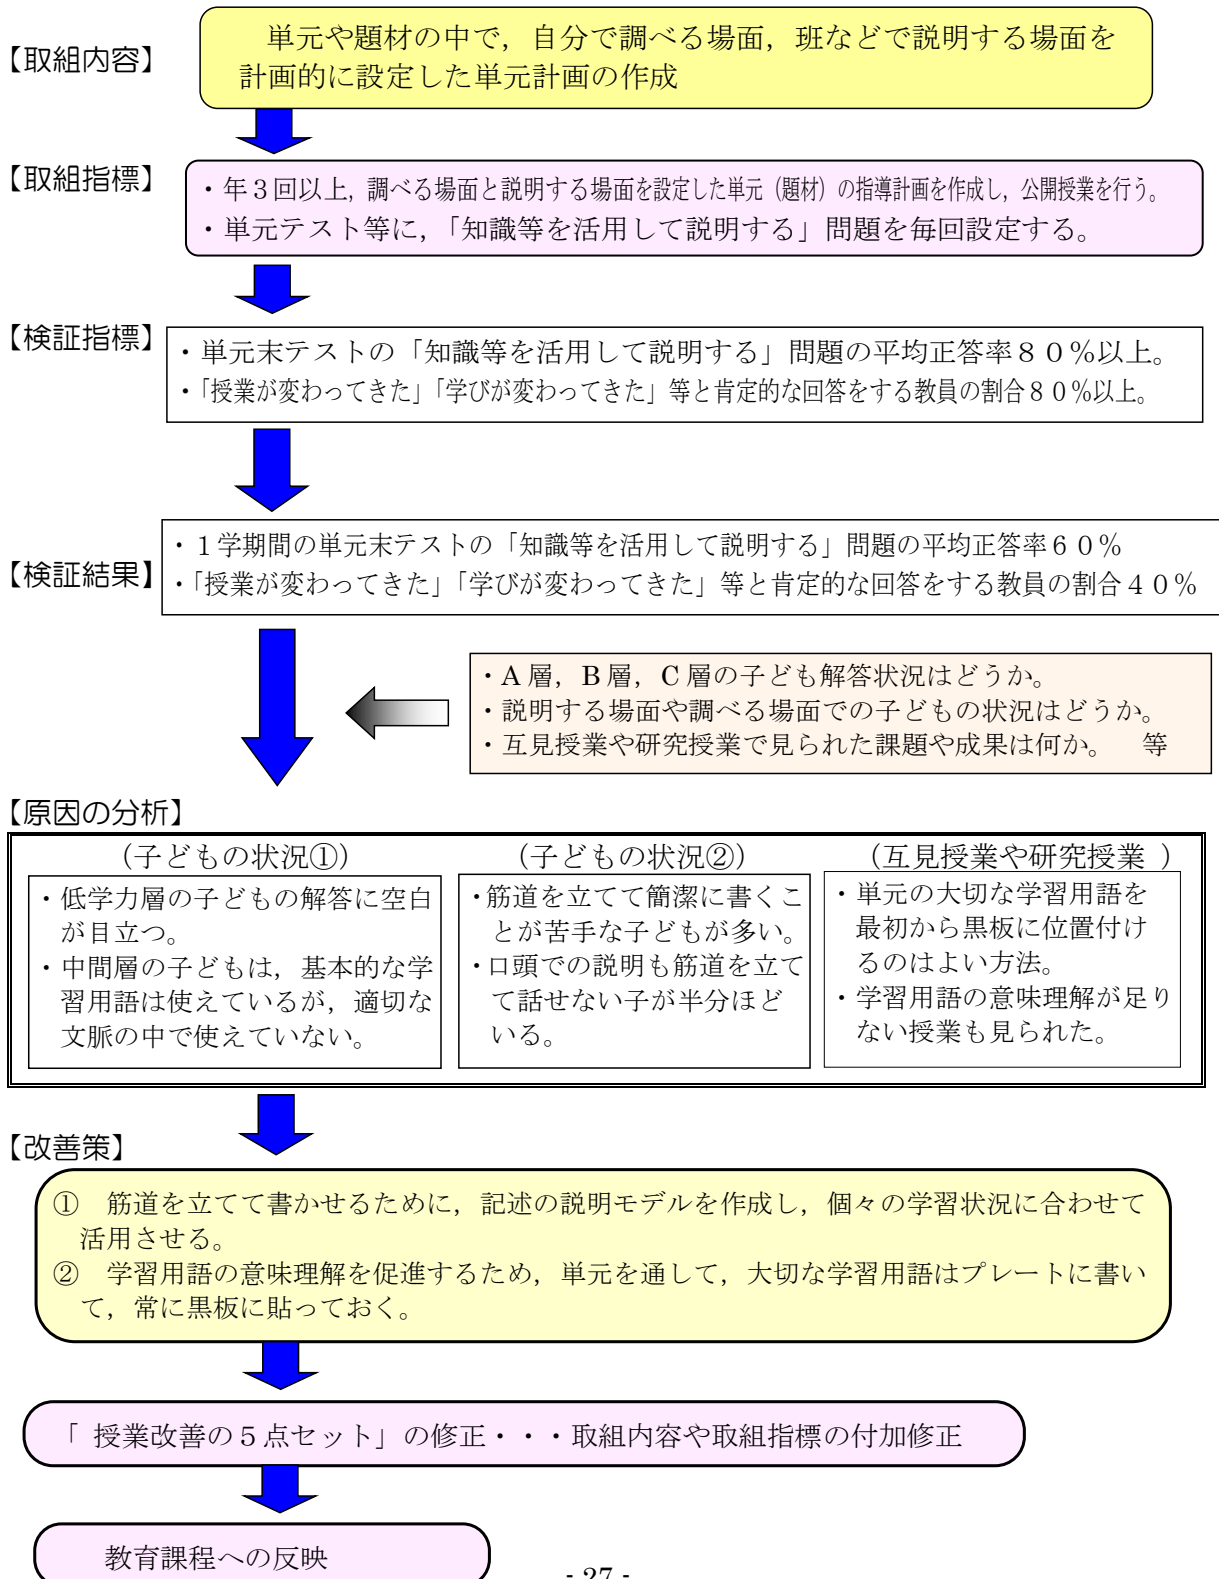 【取組内容】
単元や題材の中で，自分で調べる場面，班などで説明する場面を
計画的に設定した単元計画の作成
【取組指標】
・年３回以上，調べる場面と説明する場面を設定した単元（題材）の指導計画を作成し，公開授業を行う。
・単元テスト等に，「知識等を活用して説明する」問題を毎回設定する。
【検証指標】
・単元末テストの「知識等を活用して説明する」問題の平均正答率８０％以上。
・「授業が変わってきた」「学びが変わってきた」等と肯定的な回答をする教員の割合８０％以上。
【検証結果】
・１学期間の単元末テストの「知識等を活用して説明する」問題の平均正答率６０％
・「授業が変わってきた」「学びが変わってきた」等と肯定的な回答をする教員の割合４０％
・A 層，B 層，C 層の子ども解答状況はどうか。
・説明する場面や調べる場面での子どもの状況はどうか。
・互見授業や研究授業で見られた課題や成果は何か。　等
【原因の分析】
（子どもの状況①）
・低学力層の子どもの解答に空白
が目立つ。
・中間層の子どもは，基本的な学
習用語は使えているが，適切な
文脈の中で使えていない。
（子どもの状況②）
・筋道を立てて簡潔に書くこ
とが苦手な子どもが多い。
・口頭での説明も筋道を立て
て話せない子が半分ほど
いる。
（互見授業や研究授業 ）
・単元の大切な学習用語を
最初から黒板に位置付け
るのはよい方法。
・学習用語の意味理解が足り
ない授業も見られた。
【改善策】
①　筋道を立てて書かせるために，記述の説明モデルを作成し，個々の学習状況に合わせて
活用させる。
②　学習用語の意味理解を促進するため，単元を通して，大切な学習用語はプレートに書い
て，常に黒板に貼っておく。
「 授業改善の５点セット」の修正・・・取組内容や取組指標の付加修正
教育課程への反映
- 27 -